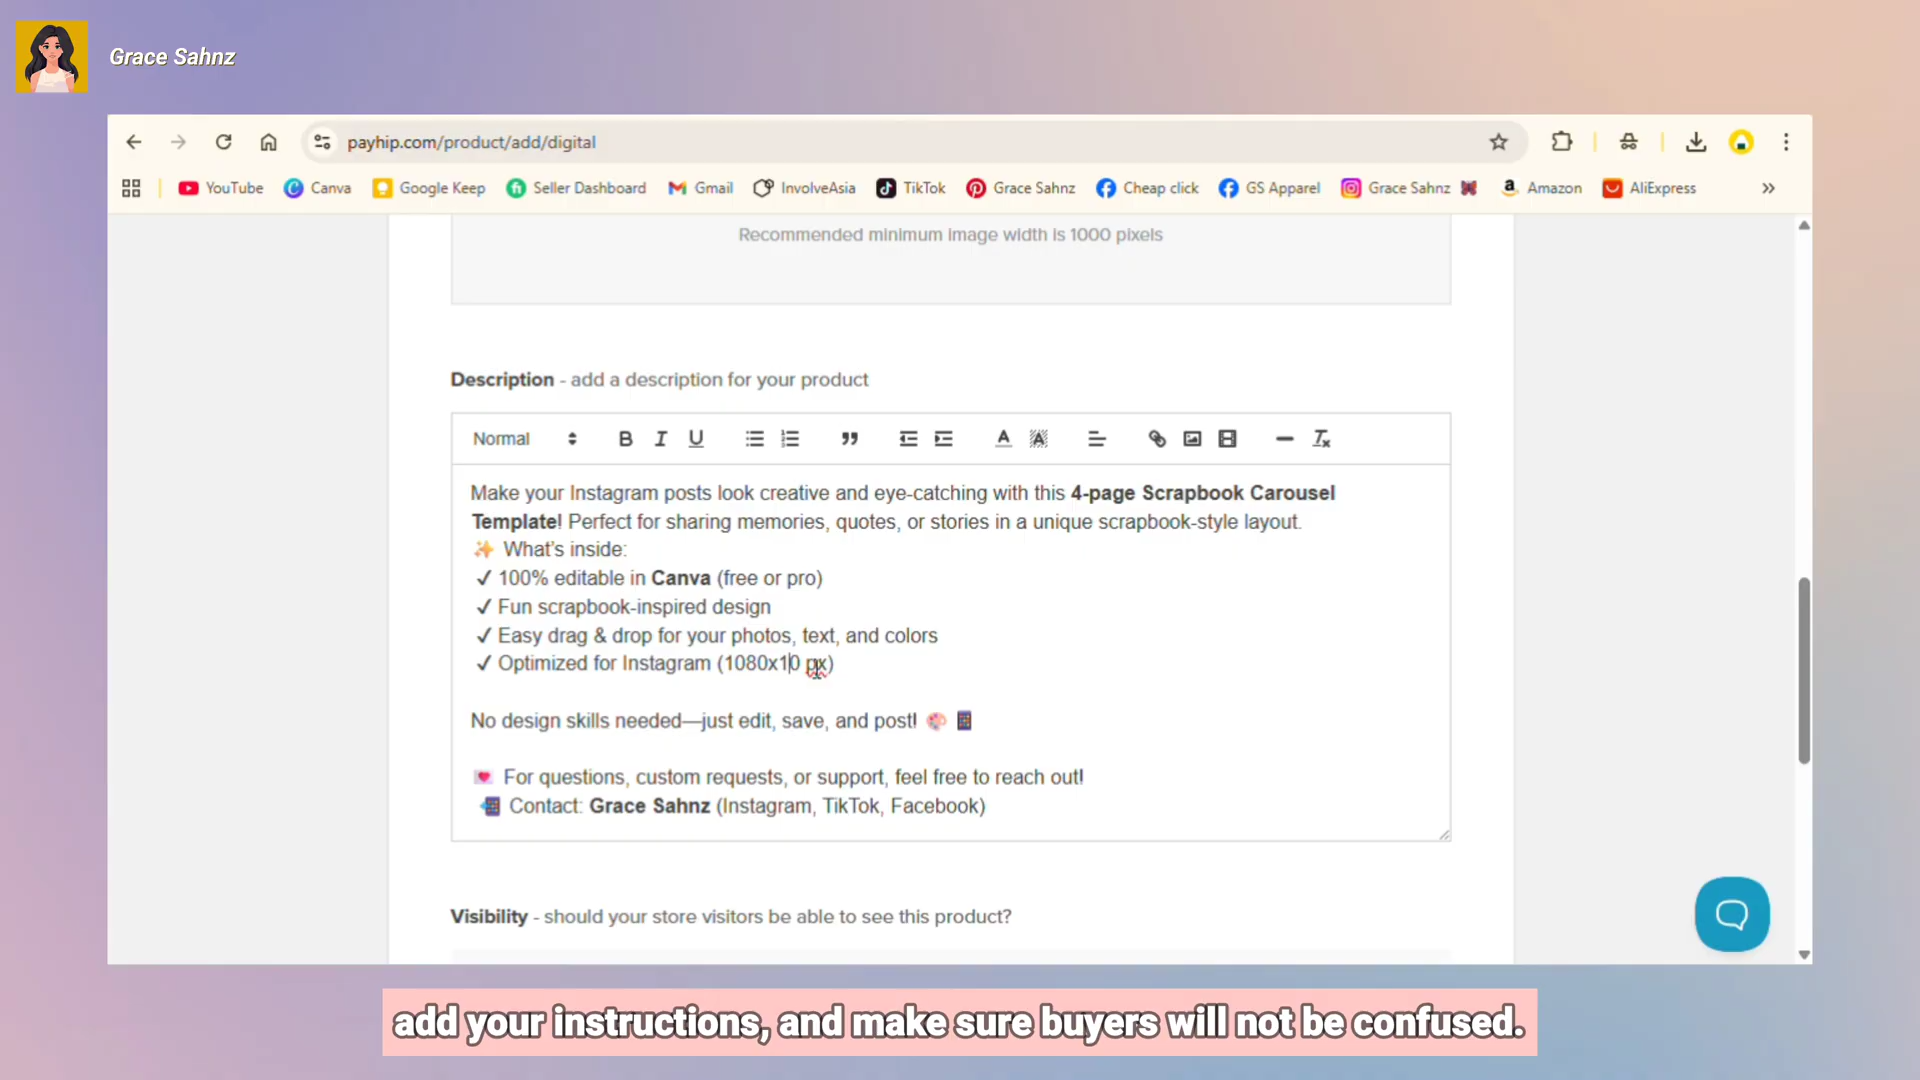 Grace Sahnz
payhip.com/product/add/digital
YouTube Canva Google Keep Seller Dashboard Gmail InvolveAsia TikTok Grace Sahnz Cheap click GS Apparel Grace Sahnz Amazon AliExpress
Recommended minimum image width is 1000 pixels
Description - add a description for your product
Normal
Make your Instagram posts look creative and eye-catching with this 4-page Scrapbook Carousel
Template! Perfect for sharing memories, quotes, or stories in a unique scrapbook-style layout.
✨ What's inside:
✓ 100% editable in Canva (free or pro)
✓ Fun scrapbook-inspired design
✓ Easy drag & drop for your photos, text, and colors
✓ Optimized for Instagram (1080x10 px)
No design skills needed—just edit, save, and post! 🎨 📱
💌 For questions, custom requests, or support, feel free to reach out!
📲 Contact: Grace Sahnz (Instagram, TikTok, Facebook)
Visibility - should your store visitors be able to see this product?
add your instructions, and make sure buyers will not be confused.